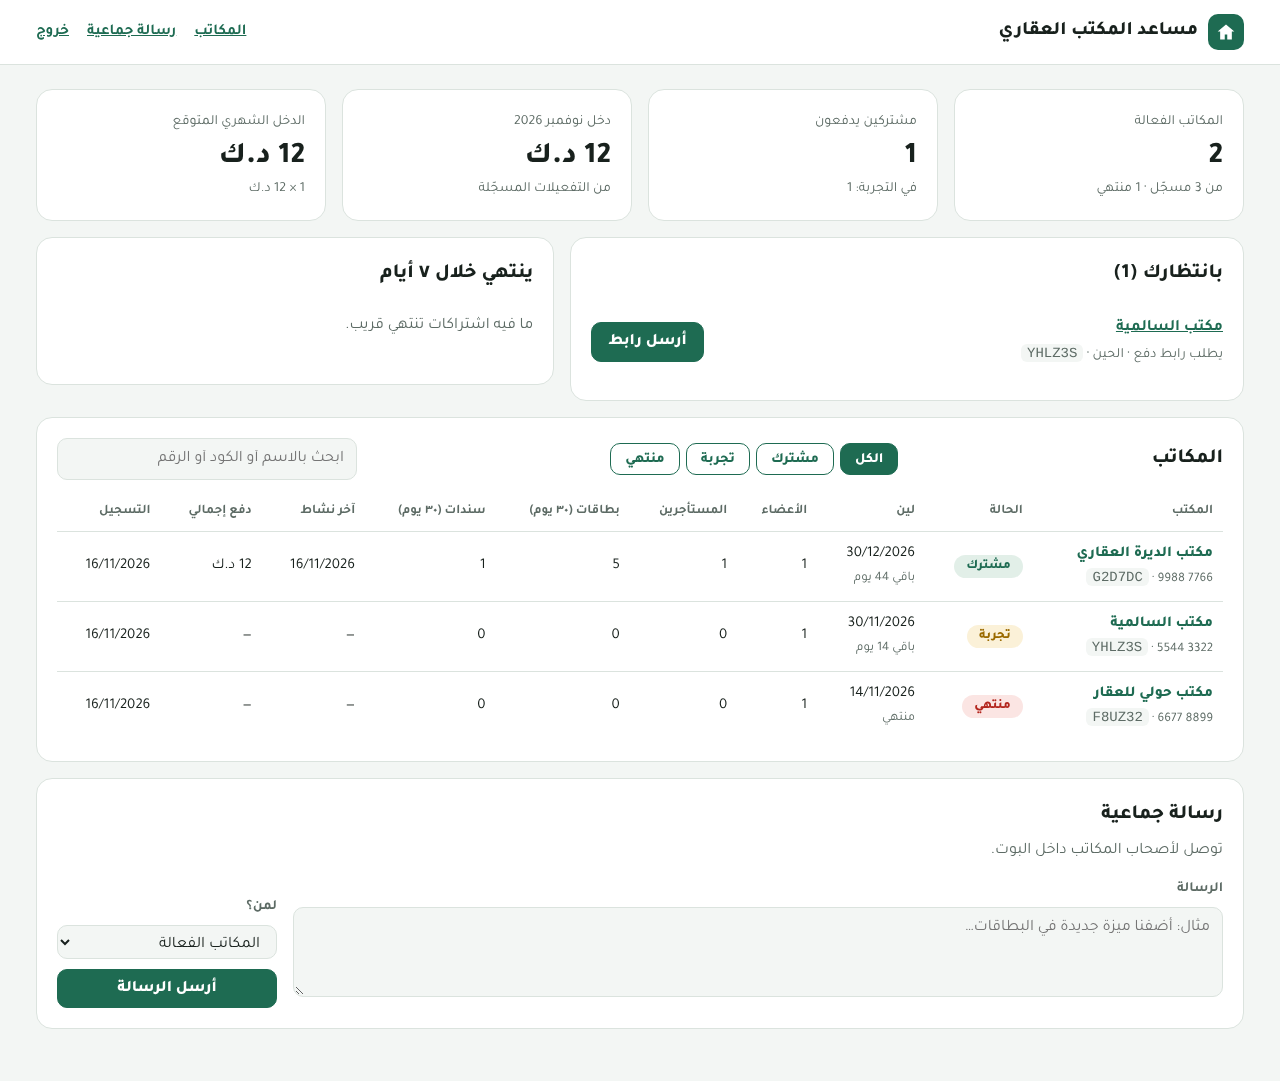 مساعد المكتب العقاري
المكاتب رسالة جماعية خروج
المكاتب الفعالة
2
من 3 مسجّل · 1 منتهي
مشتركين يدفعون
1
في التجربة: 1
دخل نوفمبر 2026
12 د.ك
من التفعيلات المسجّلة
الدخل الشهري المتوقع
12 د.ك
1 × 12 د.ك
بانتظارك (1)
مكتب السالمية
يطلب رابط دفع · الحين · YHLZ3S
أرسل رابط
ينتهي خلال ٧ أيام
ما فيه اشتراكات تنتهي قريب.
المكاتب
الكل مشترك تجربة منتهي
ابحث بالاسم أو الكود أو الرقم
المكتب الحالة لين الأعضاء المستأجرين بطاقات (٣٠ يوم) سندات (٣٠ يوم) آخر نشاط دفع إجمالي التسجيل
مكتب الديرة العقاري
9988 7766 · G2D7DC
مشترك
30/12/2026
باقي 44 يوم
1 1 5 1 16/11/2026 12 د.ك 16/11/2026
مكتب السالمية
5544 3322 · YHLZ3S
تجربة
30/11/2026
باقي 14 يوم
1 0 0 0 – – 16/11/2026
مكتب حولي للعقار
6677 8899 · F8UZ32
منتهي
14/11/2026
منتهي
1 0 0 0 – – 16/11/2026
رسالة جماعية
توصل لأصحاب المكاتب داخل البوت.
الرسالة
مثال: أضفنا ميزة جديدة في البطاقات…
لمن؟
المكاتب الفعالة
أرسل الرسالة